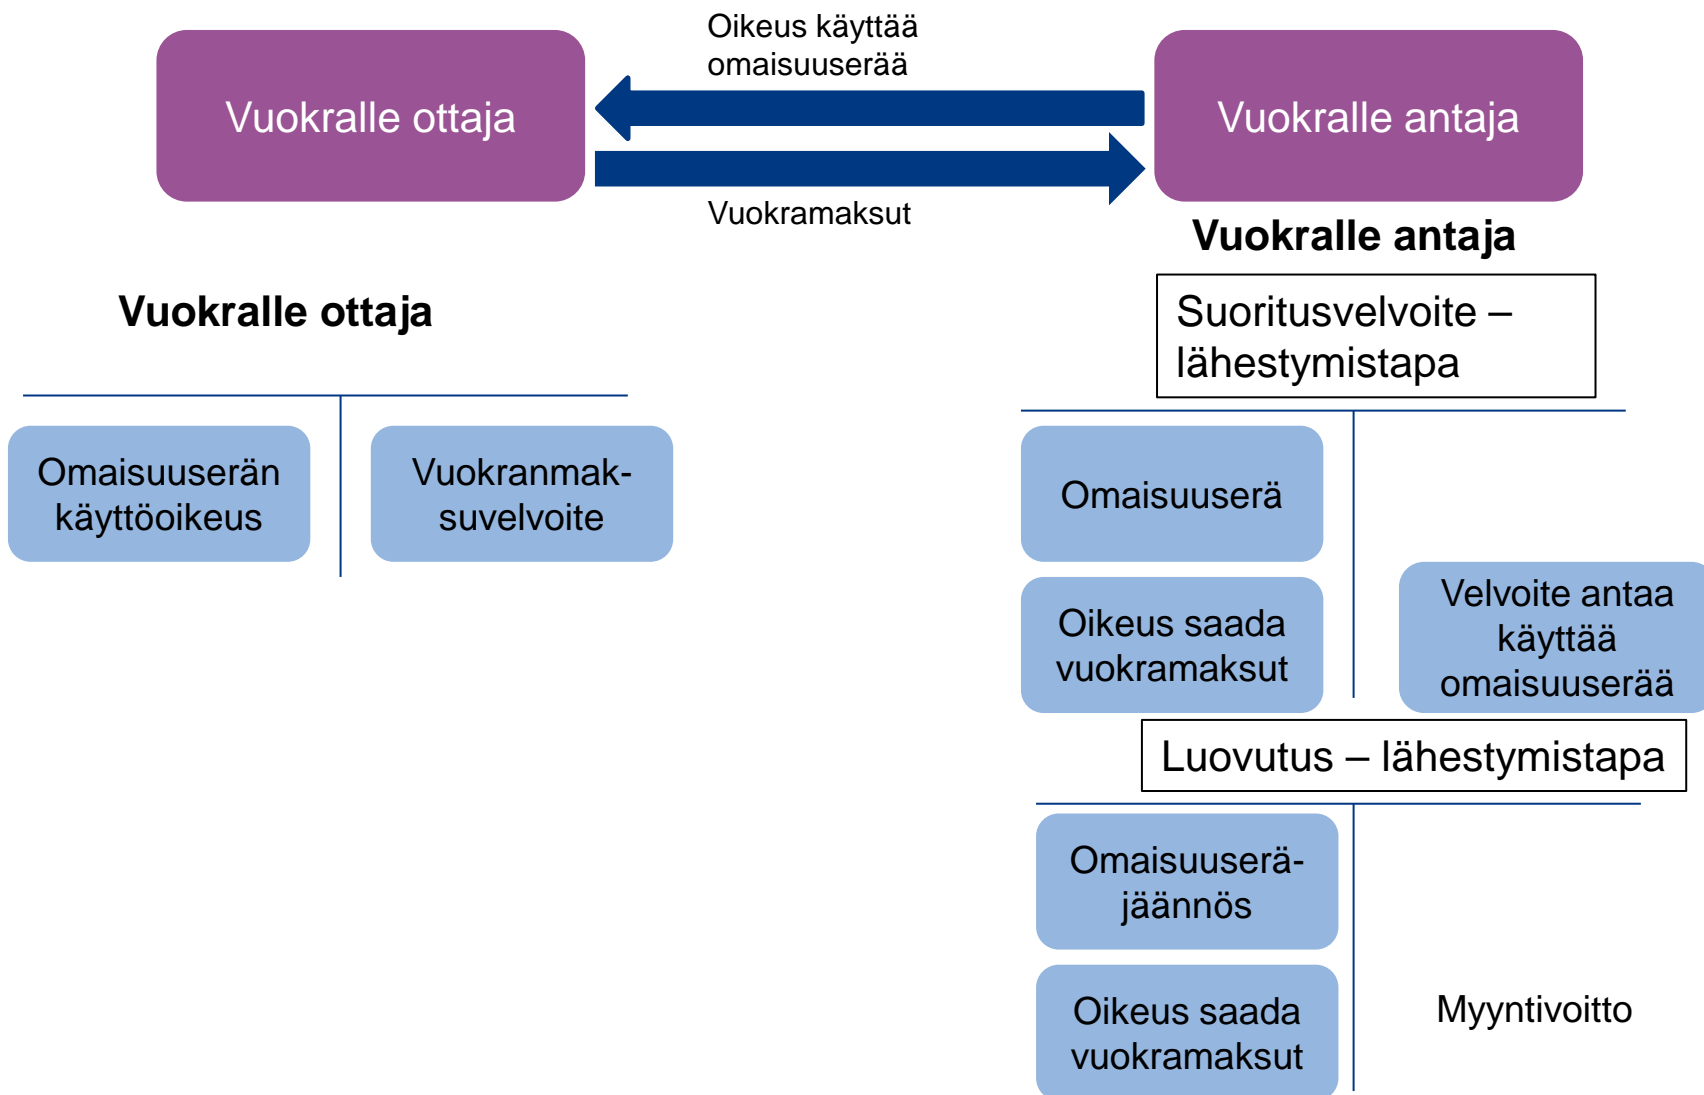 Oikeus käyttää
omaisuuserää
Vuokralle ottaja
Vuokralle antaja
Vuokramaksut
Vuokralle antaja
Vuokralle ottaja
Suoritusvelvoite –
lähestymistapa
Omaisuuserän
käyttöoikeus
Vuokranmak-
suvelvoite
Omaisuuserä
Oikeus saada
vuokramaksut
Velvoite antaa
käyttää
omaisuuserää
Luovutus – lähestymistapa
Omaisuuserä-
jäännös
Oikeus saada
vuokramaksut
Myyntivoitto